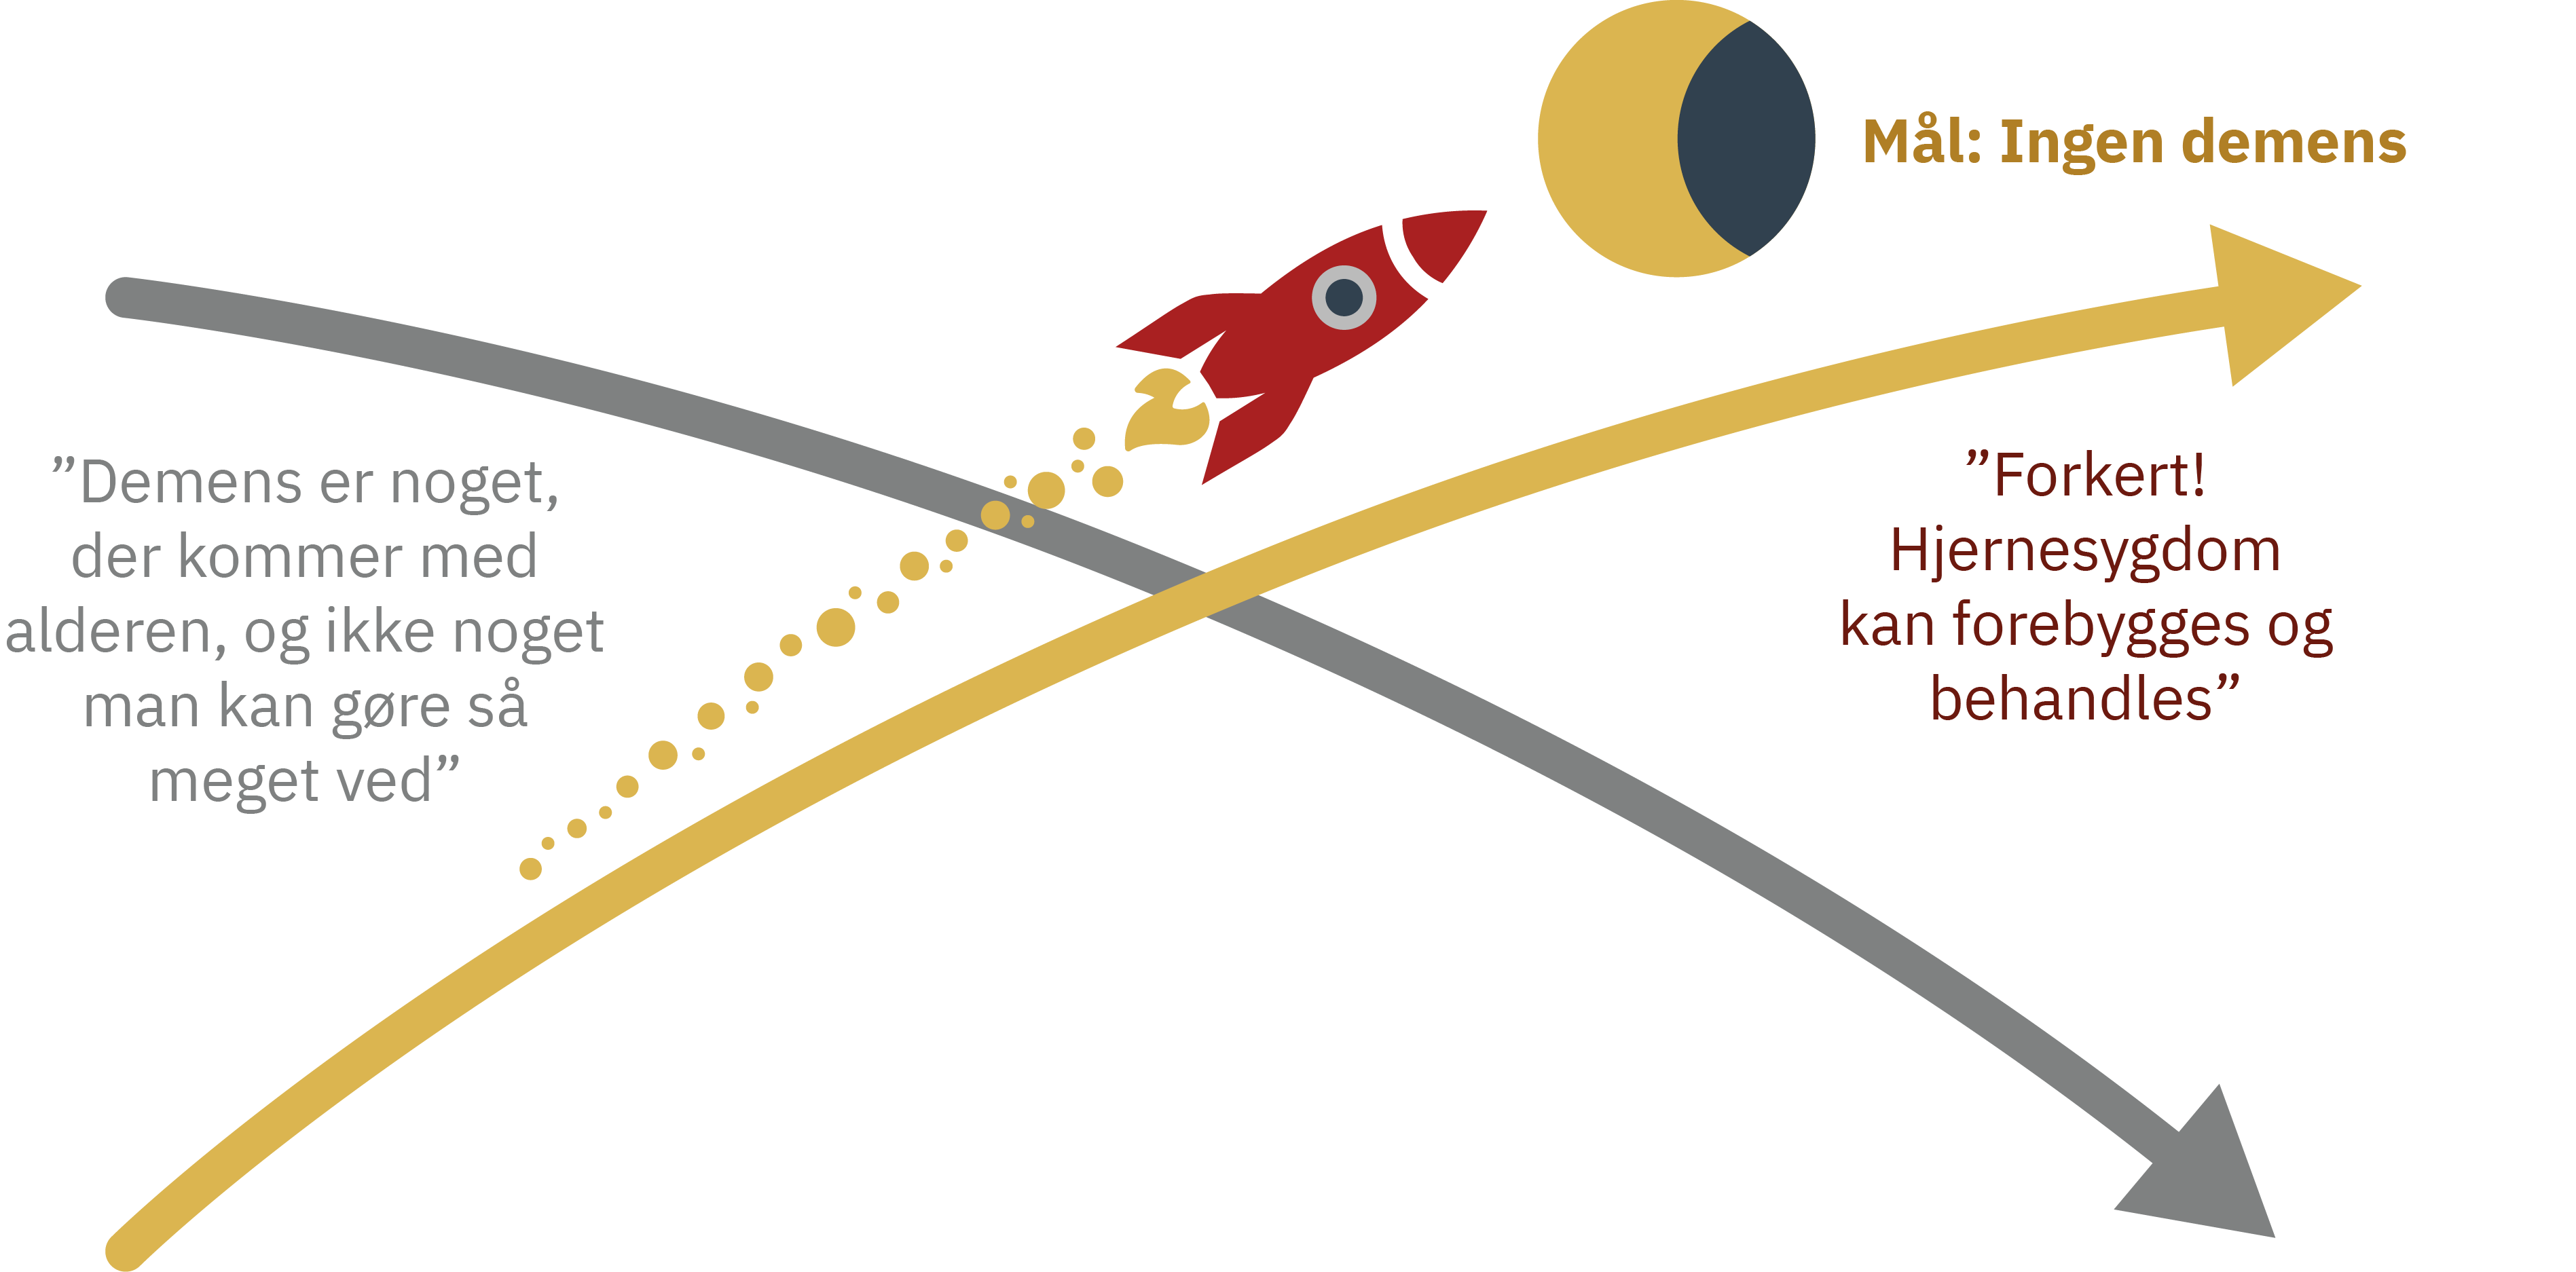 Mål: Ingen demens
”Demens er noget,
der kommer med
alderen, og ikke noget
man kan gøre så
meget ved”
”Forkert!
Hjernesygdom
kan forebygges og
behandles”